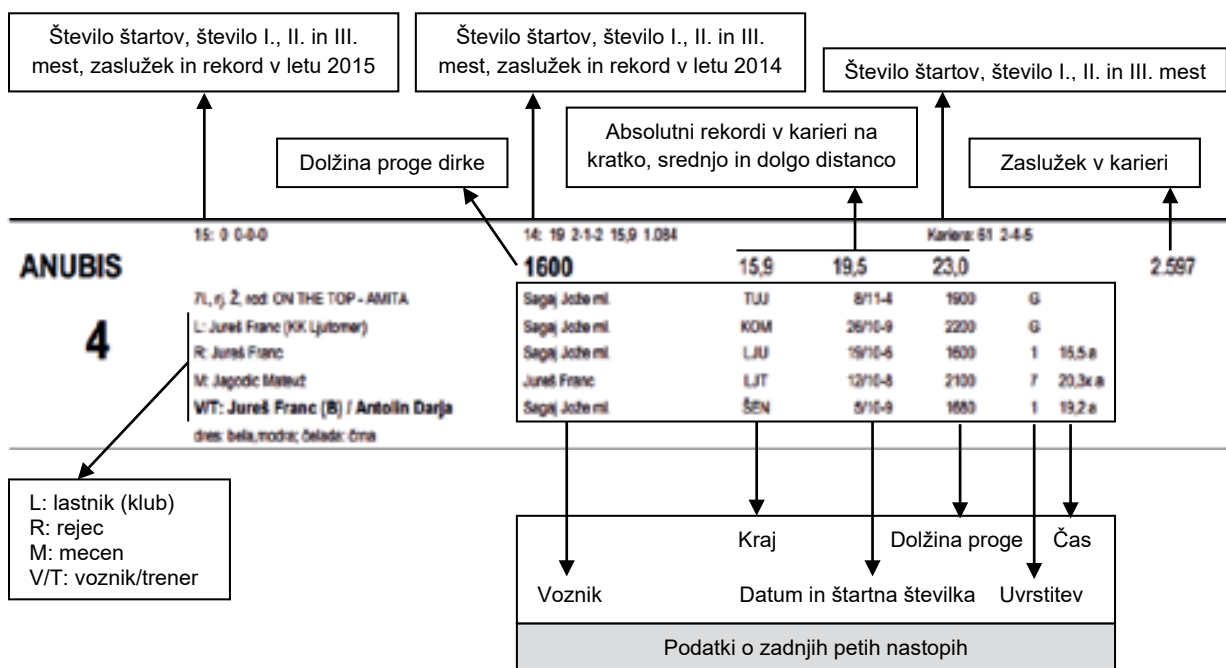 Število štartov, število I., II. in III.
mest, zaslužek in rekord v letu 2015
Število štartov, število I., II. in III.
mest, zaslužek in rekord v letu 2014
Število štartov, število I., II. in III. mest
Dolžina proge dirke
Absolutni rekordi v karieri na
kratko, srednjo in dolgo distanco
Zaslužek v karieri
15: 0 0-0-0
14: 19 2-1-2 15,9 1.084
Kariera: 61 2-4-5
ANUBIS
1600 15,9 19,5 23,0 2.597
7L, rj. Ž, rod: ON THE TOP - AMITA
Sagaj Jože ml. TUJ 8/11-4 1900 G
4
L: Jureš Franc (KK Ljutomer)
Sagaj Jože ml. KOM 26/10-9 2200 G
R: Jureš Franc
Sagaj Jože ml. LJU 19/10-6 1600 1 15,5 a
M: Jagodic Matevž
Jureš Franc LJT 12/10-8 2100 7 20,3x a
V/T: Jureš Franc (B) / Antolin Darja
Sagaj Jože ml. ŠEN 5/10-9 1680 1 19,2 a
dres: bela,modra; čelada: črna
L: lastnik (klub)
R: rejec
M: mecen
V/T: voznik/trener
Kraj Dolžina proge Čas
Voznik Datum in štartna številka Uvrstitev
Podatki o zadnjih petih nastopih